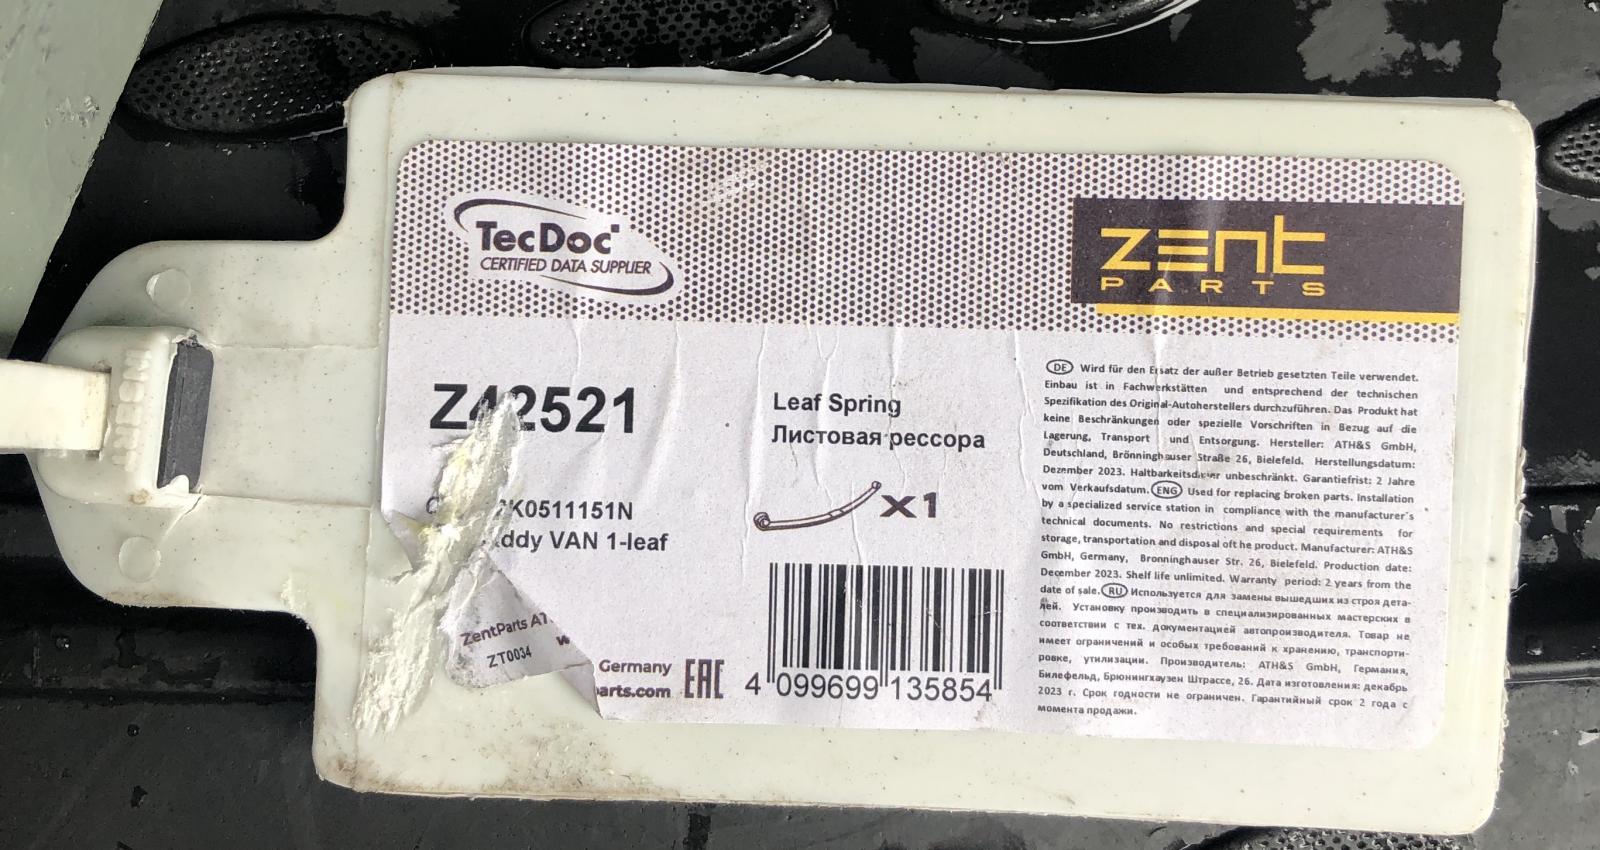 TecDoc
CERTIFIED DATA SUPPLIER
zent
PARTS
Z42521
Leaf Spring
Листовая рессора
X1
K0511151N
ddy VAN 1-leaf
ZentParts
ZT0034
Germany
arts.com
EAC
4 099699 135854
DE Wird für den Ersatz der außer Betrieb gesetzten Teile verwendet.
Einbau ist in Fachwerkstätten und entsprechend der technischen
Spezifikation des Original-Autoherstellers durchzuführen. Das Produkt hat
keine Beschränkungen oder spezielle Vorschriften in Bezug auf die
Lagerung, Transport und Entsorgung. Hersteller: ATH&S GmbH,
Deutschland, Brönninghauser Straße 26, Bielefeld. Herstellungsdatum:
Dezember 2023. Haltbarkeitsdauer unbeschränkt. Garantiefrist: 2 Jahre
vom Verkaufsdatum. ENG Used for replacing broken parts. Installation
by a specialized service station in compliance with the manufacturer's
technical documents. No restrictions and special requirements for
storage, transportation and disposal oft he product. Manufacturer: ATH&S
GmbH, Germany, Bronninghauser Str. 26, Bielefeld. Production date:
December 2023. Shelf life unlimited. Warranty period: 2 years from the
date of sale. RU Используется для замены вышедших из строя дета-
лей. Установку производить в специализированных мастерских в
соответствии с тех. документацией автопроизводителя. Товар не
имеет ограничений и особых требований к хранению, транспорти-
ровке, утилизации. Производитель: ATH&S GmbH, Германия,
Билефельд, Брюнингхаузен Штрассе, 26. Дата изготовления: декабрь
2023 г. Срок годности не ограничен. Гарантийный срок 2 года с
момента продажи.